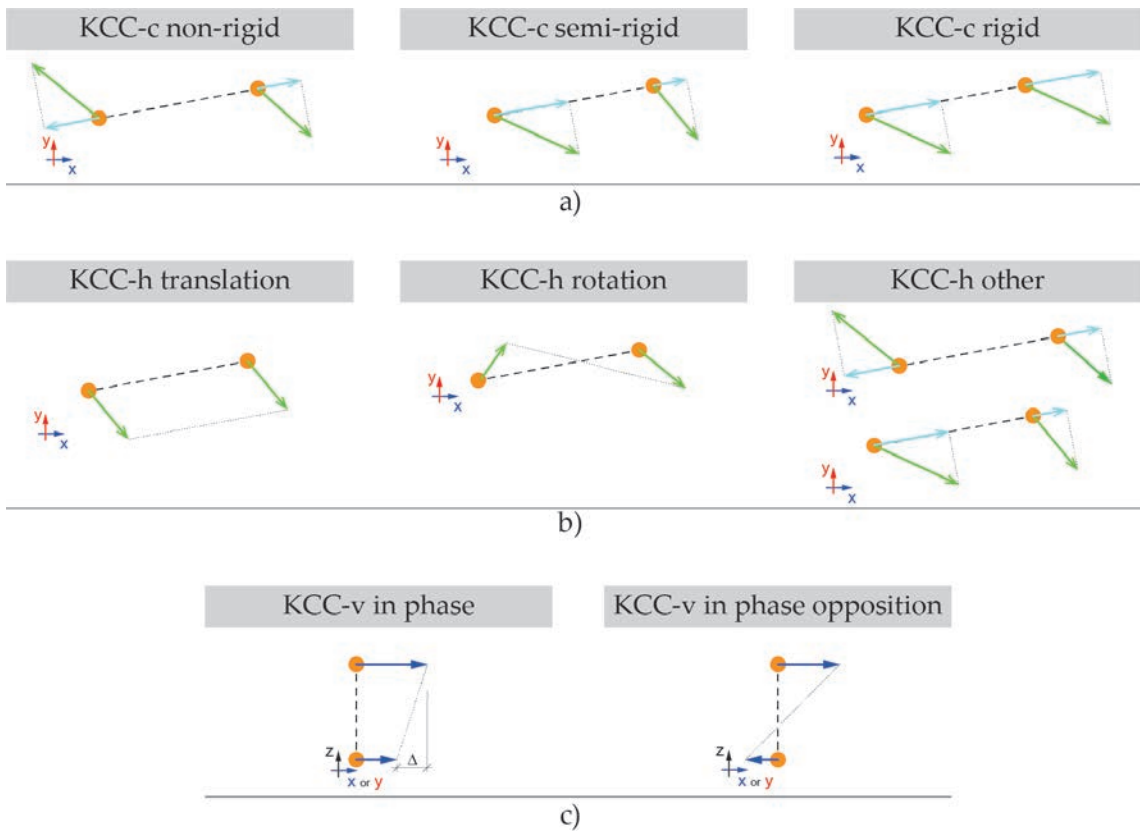 KCC-c non-rigid KCC-c semi-rigid KCC-c rigid
y y y
x x x
a)
KCC-h translation KCC-h rotation KCC-h other
y
x
y y
x x
y
x
b)
KCC-v in phase KCC-v in phase opposition
z Δ z
x or y x or y
c)